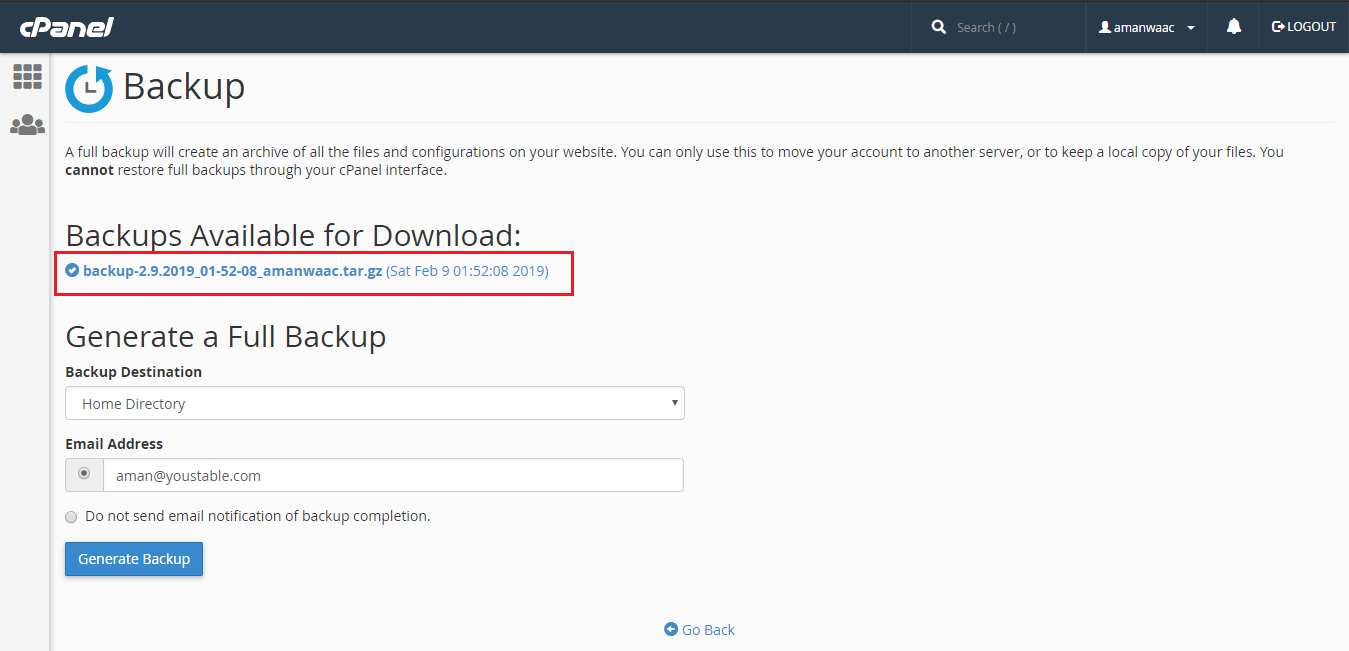 cPanel
Search ( / )
amanwaac
LOGOUT
Backup
A full backup will create an archive of all the files and configurations on your website. You can only use this to move your account to another server, or to keep a local copy of your files. You
cannot restore full backups through your cPanel interface.
Backups Available for Download:
backup-2.9.2019_01-52-08_amanwaac.tar.gz (Sat Feb 9 01:52:08 2019)
Generate a Full Backup
Backup Destination
Home Directory
Email Address
aman@youstable.com
Do not send email notification of backup completion.
Generate Backup
Go Back